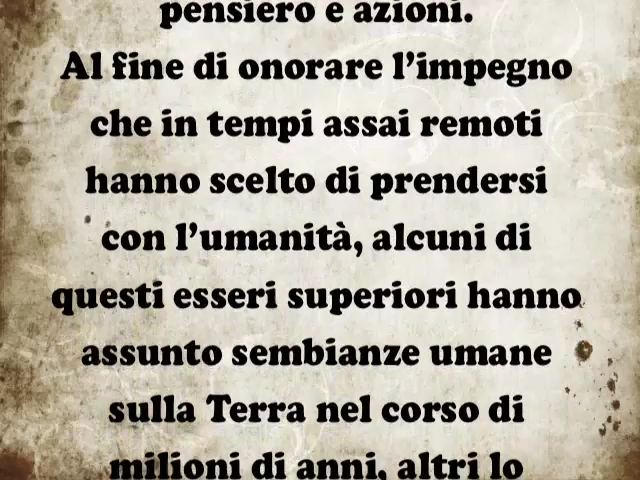 pensiero e azioni.
Al fine di onorare l'impegno
che in tempi assai remoti
hanno scelto di prendersi
con l'umanità, alcuni di
questi esseri superiori hanno
assunto sembianze umane
sulla Terra nel corso di
milioni di anni, altri lo